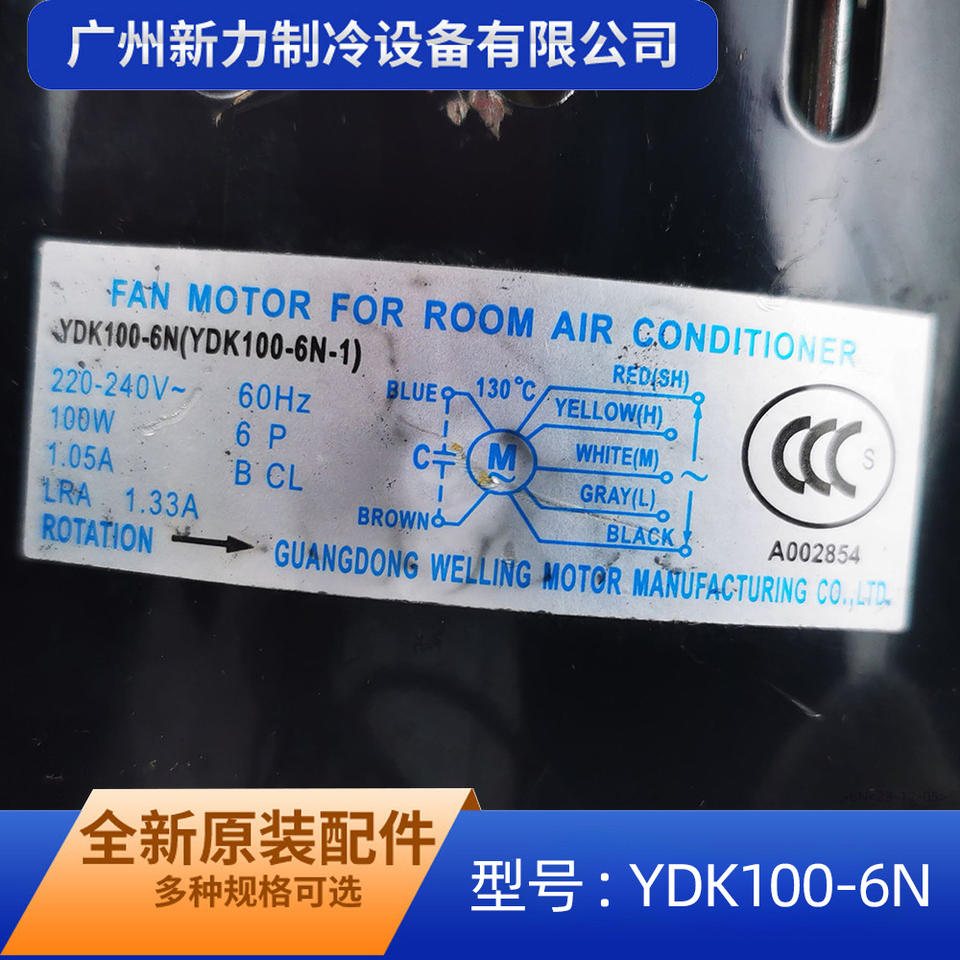 广州新力制冷设备有限公司
FAN MOTOR FOR ROOM AIR CONDITIONER
YDK100-6N(YDK100-6N-1)
220-240V~ 60Hz
100W 6 P
1.05A B CL
LRA 1.33A
ROTATION
BLUE 130°C RED(SH)
YELLOW(H)
C M ~ WHITE(M) ~
GRAY(L)
BROWN BLACK
CCC S
A002854
GUANGDONG WELLING MOTOR MANUFACTURING CO.,LTD.
全新原装配件
多种规格可选
型号：YDK100-6N